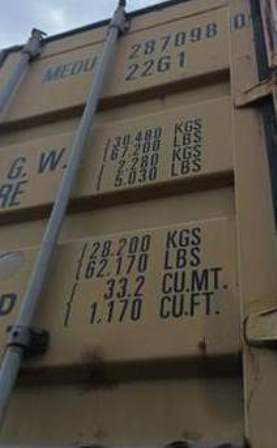 MEDU 287098 0
22G1
G. W. 30.480 KGS
67.200 LBS
RE 2.280 KGS
5.030 LBS
28.200 KGS
62.170 LBS
33.2 CU.MT.
1.170 CU.FT.